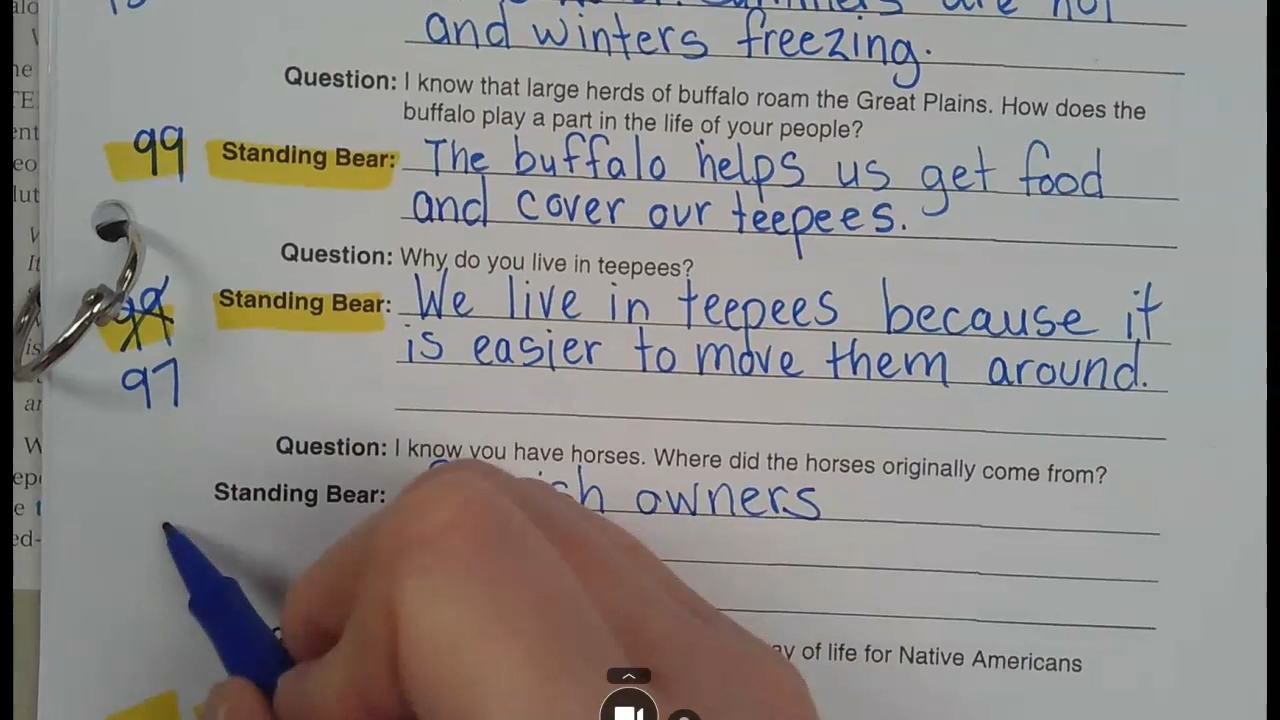 are not
and winters freezing.
Question: I know that large herds of buffalo roam the Great Plains. How does the
buffalo play a part in the life of your people?
99 Standing Bear: The buffalo helps us get food
and cover our teepees.
Question: Why do you live in teepees?
Standing Bear: We live in teepees because it
is easier to move them around.
97
Question: I know you have horses. Where did the horses originally come from?
Standing Bear: owners
of life for Native Americans